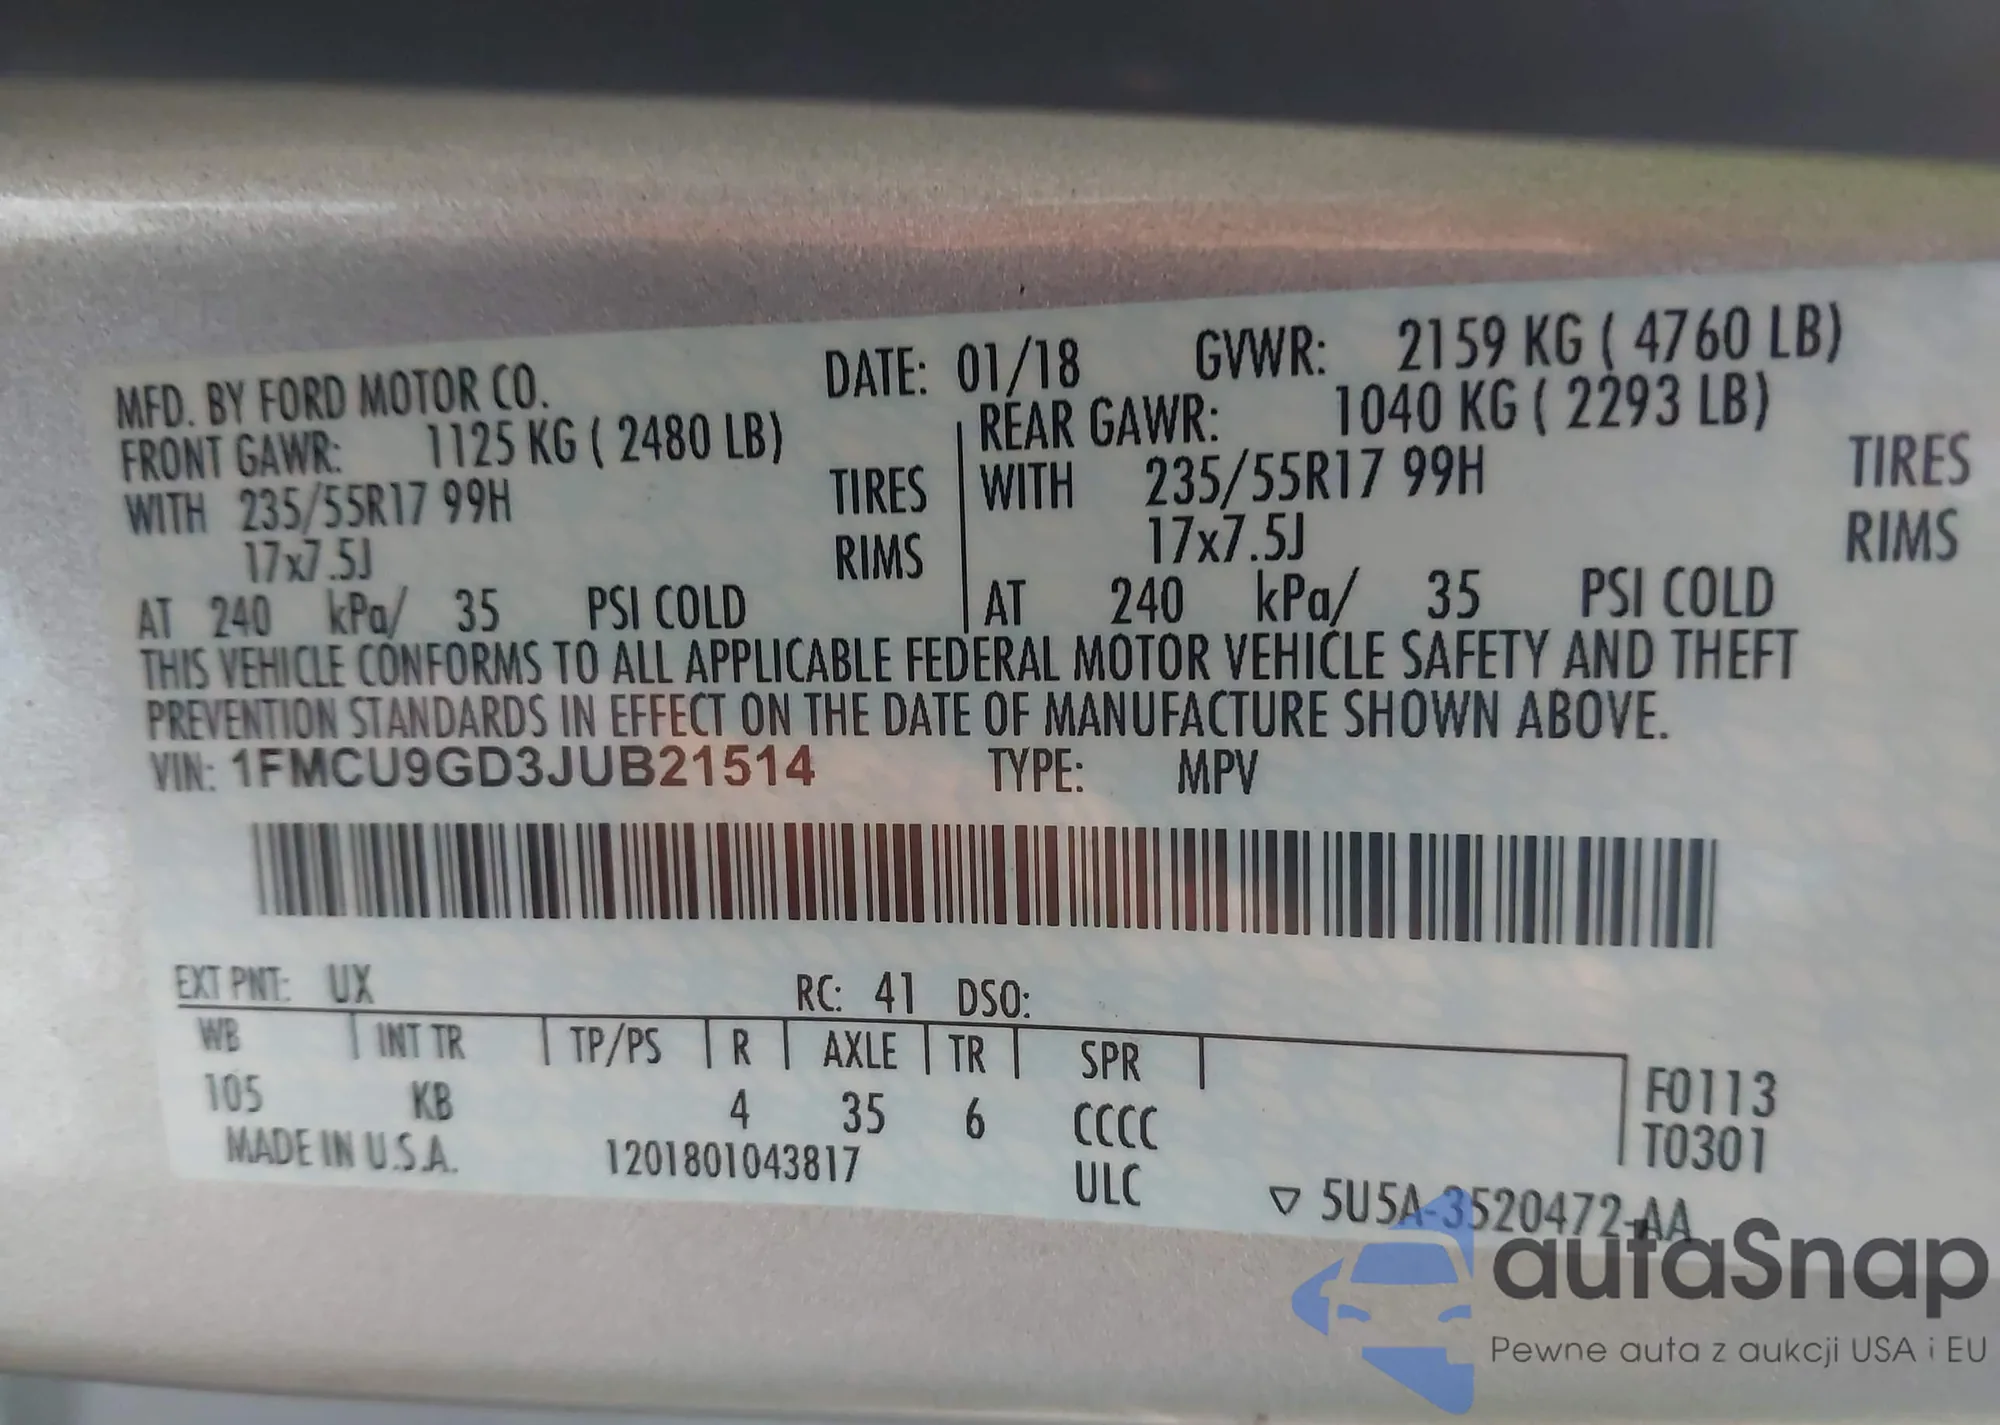 MFD. BY FORD MOTOR CO. DATE: 01/18 GVWR: 2159 KG ( 4760 LB)
FRONT GAWR: 1125 KG ( 2480 LB) REAR GAWR: 1040 KG ( 2293 LB)
WITH 235/55R17 99H TIRES WITH 235/55R17 99H TIRES
17x7.5J RIMS 17x7.5J RIMS
AT 240 kPa/ 35 PSI COLD AT 240 kPa/ 35 PSI COLD
THIS VEHICLE CONFORMS TO ALL APPLICABLE FEDERAL MOTOR VEHICLE SAFETY AND THEFT
PREVENTION STANDARDS IN EFFECT ON THE DATE OF MANUFACTURE SHOWN ABOVE.
VIN: 1FMCU9GD3JUB21514 TYPE: MPV
EXT PNT: UX RC: 41 DSO:
WB INT TR TP/PS R AXLE TR SPR
105 KB 4 35 6 CCCC F0113
MADE IN U.S.A. 1201801043817 ULC T0301
▽ 5U5A-3520472-AA
autaSnap
Pewne auta z aukcji USA i EU